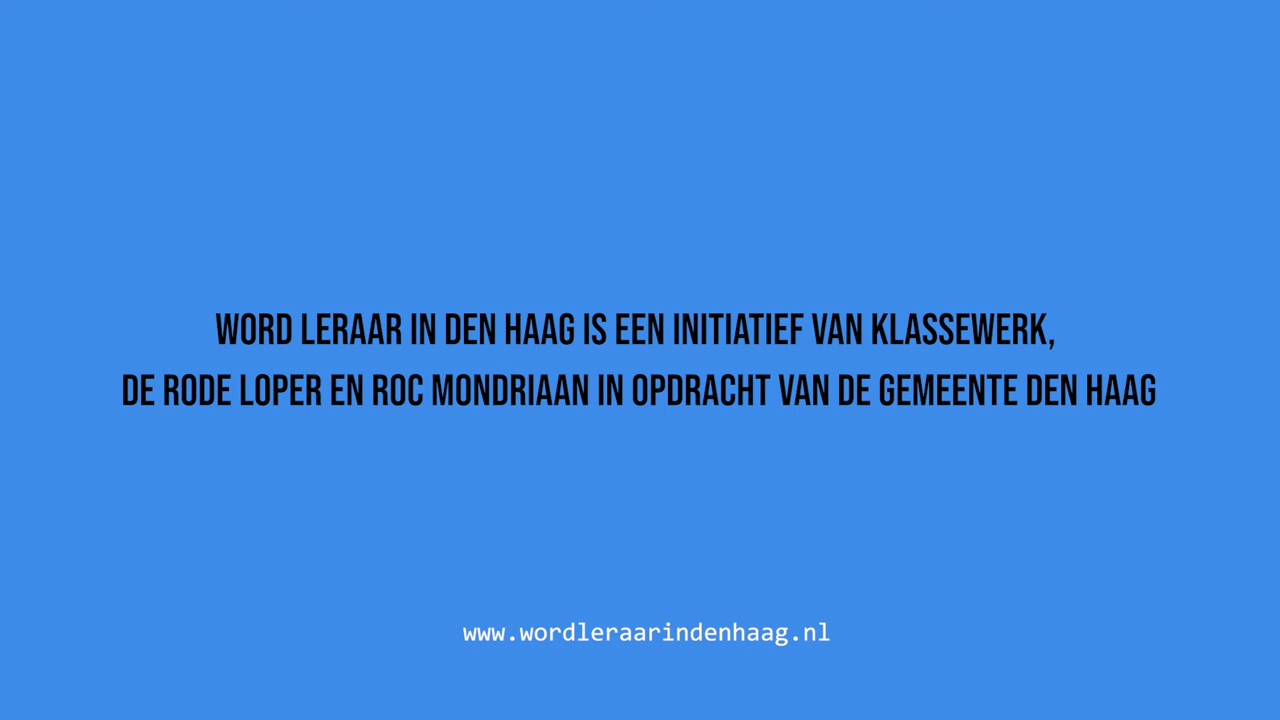 WORD LERAAR IN DEN HAAG IS EEN INITIATIEF VAN KLASSEWERK,
DE RODE LOPER EN ROC MONDRIAAN IN OPDRACHT VAN DE GEMEENTE DEN HAAG
www.wordleraarindenhaag.nl